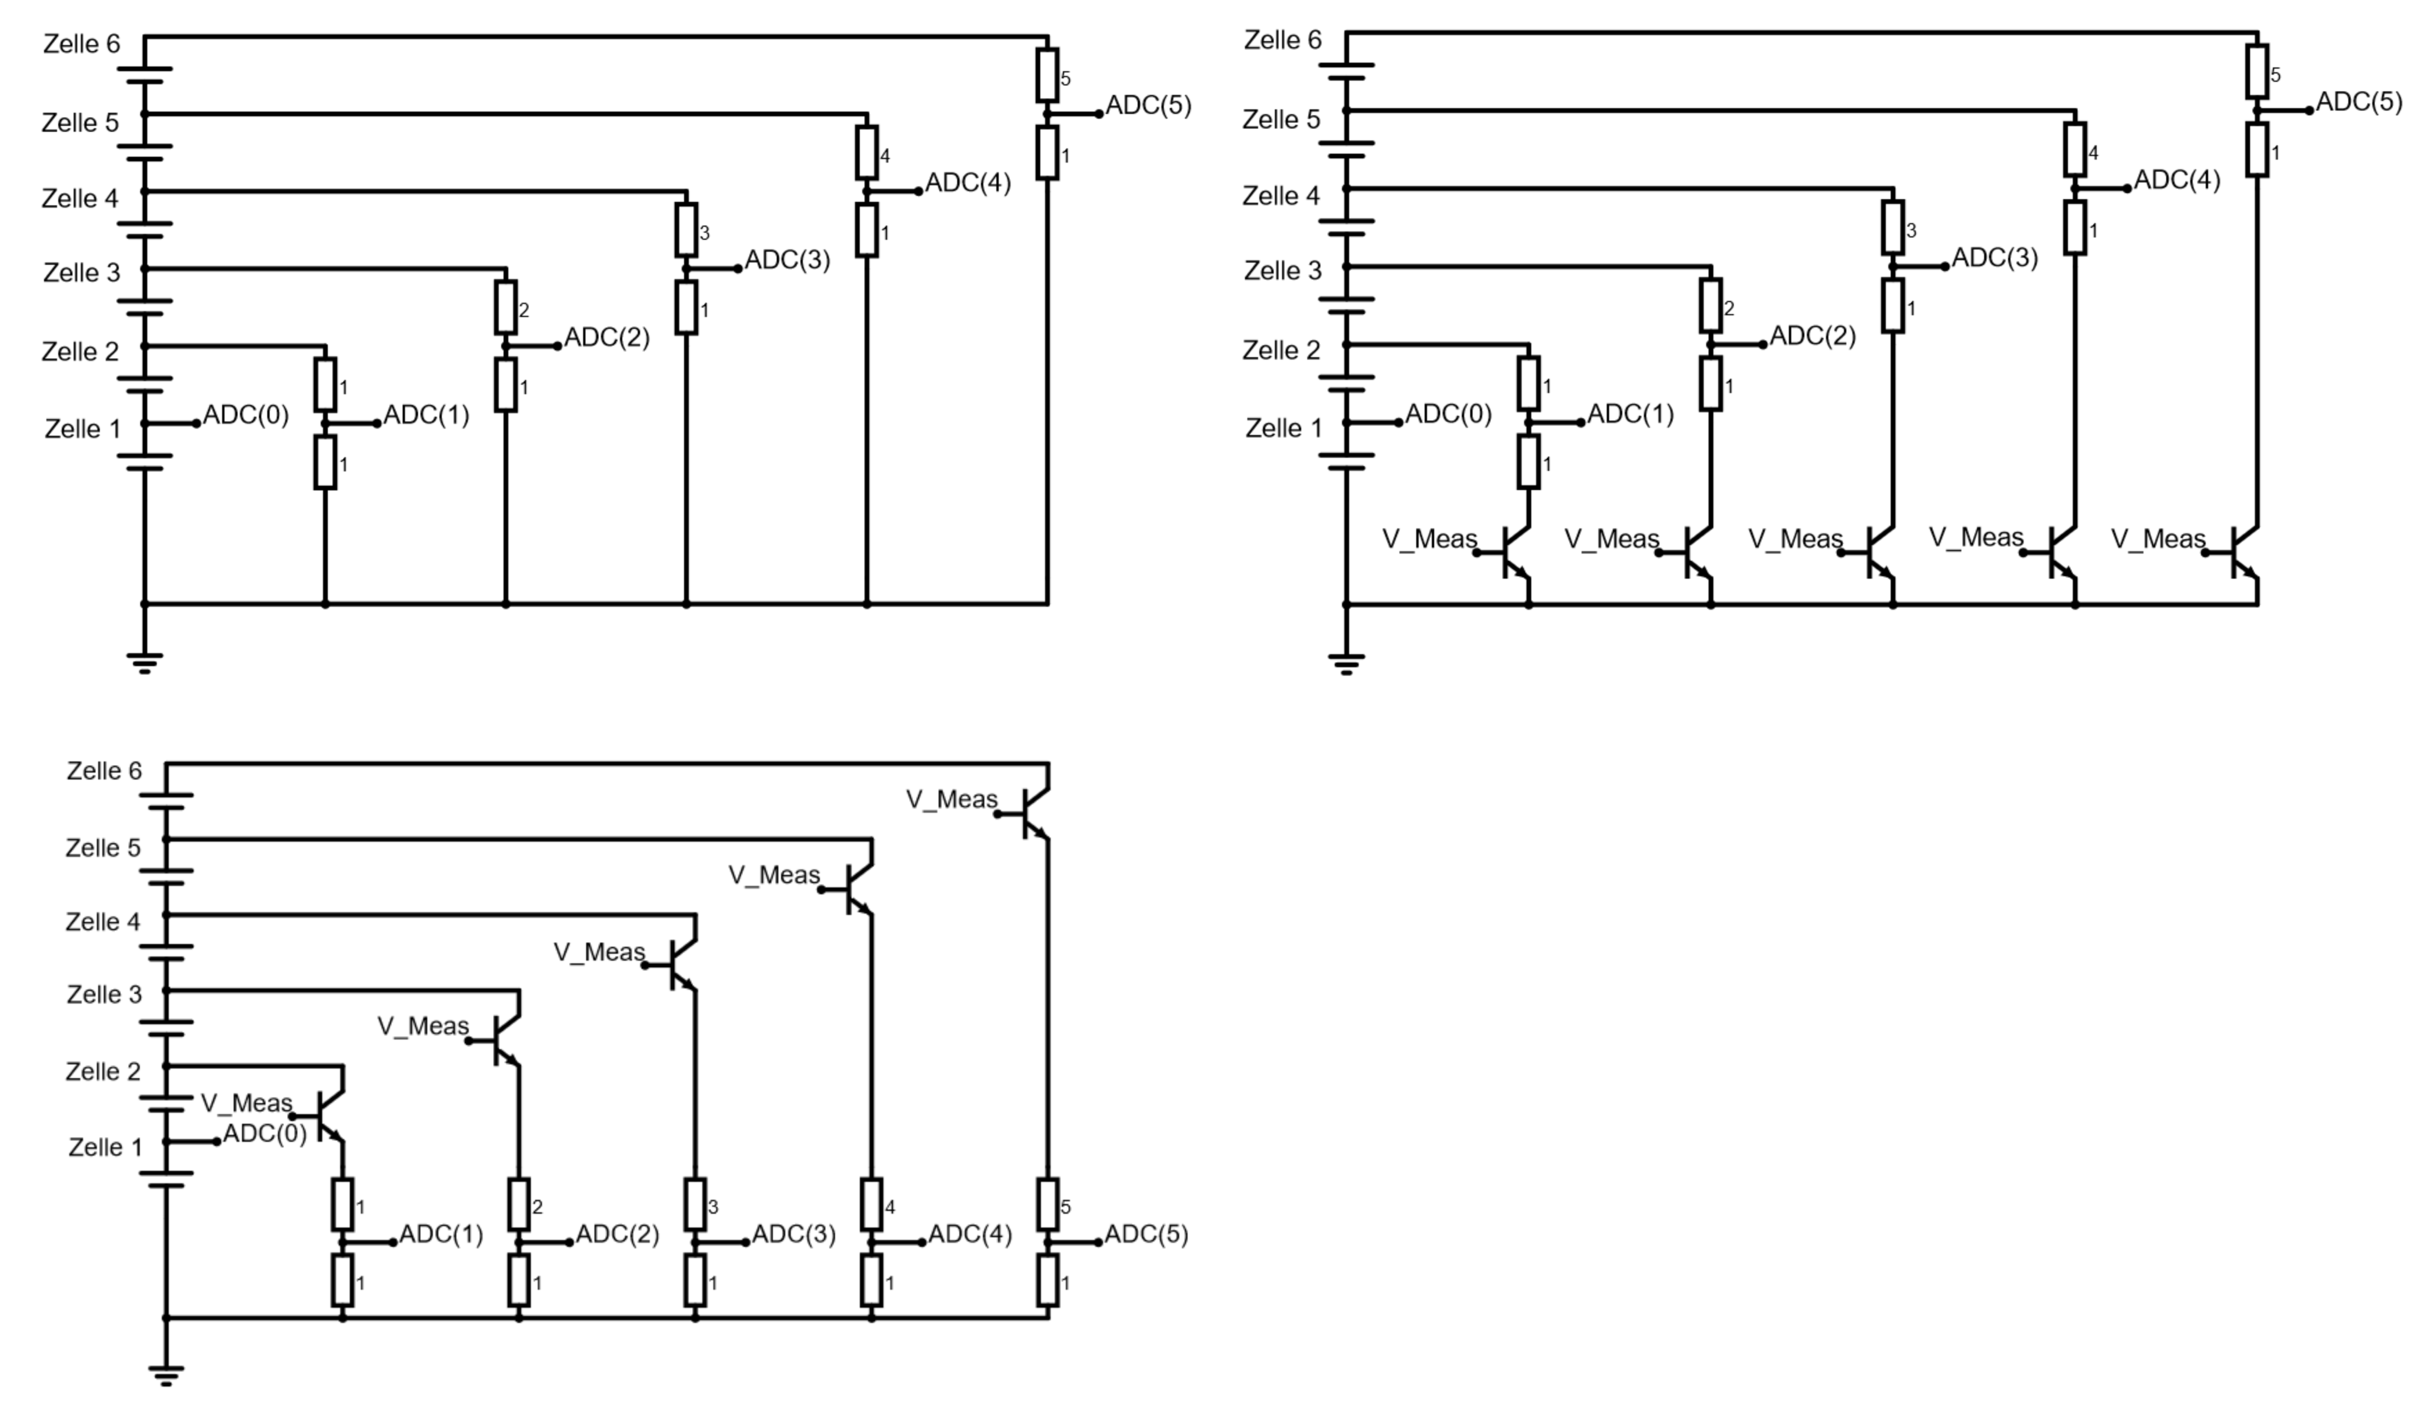 Zelle 6
5
ADC(5)
Zelle 5
4
1
ADC(4)
Zelle 4
3
1
ADC(3)
Zelle 3
2
1
ADC(2)
Zelle 2
1
1
ADC(0)
ADC(1)
Zelle 1
1
Zelle 6
5
ADC(5)
Zelle 5
4
1
ADC(4)
Zelle 4
3
1
ADC(3)
Zelle 3
2
1
ADC(2)
Zelle 2
1
1
ADC(0)
ADC(1)
Zelle 1
1
V_Meas
V_Meas
V_Meas
V_Meas
V_Meas
Zelle 6
V_Meas
Zelle 5
V_Meas
Zelle 4
V_Meas
Zelle 3
V_Meas
Zelle 2
V_Meas
ADC(0)
Zelle 1
1
2
3
4
5
ADC(1)
ADC(2)
ADC(3)
ADC(4)
ADC(5)
1
1
1
1
1